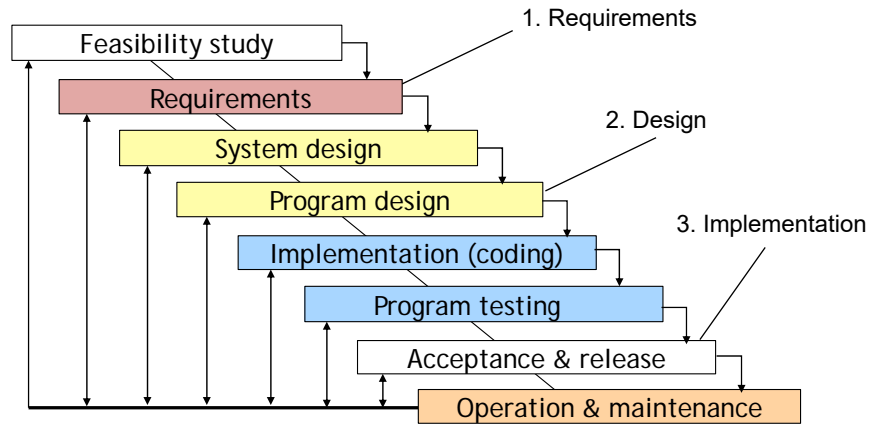 1. Requirements
Feasibility study
Requirements
2. Design
System design
Program design
3. Implementation
Implementation (coding)
Program testing
Acceptance & release
Operation & maintenance